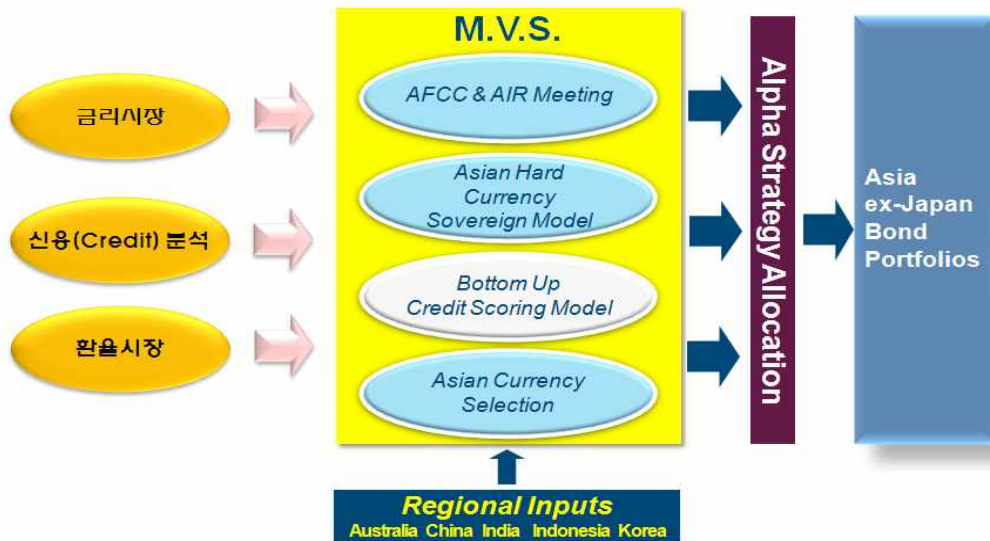 금리시장
신용(Credit) 분석
환율시장
M.V.S.
AFCC & AIR Meeting
Asian Hard
Currency
Sovereign Model
Bottom Up
Credit Scoring Model
Asian Currency
Selection
Regional Inputs
Australia China India Indonesia Korea
Alpha Strategy Allocation
Asia
ex-Japan
Bond
Portfolios